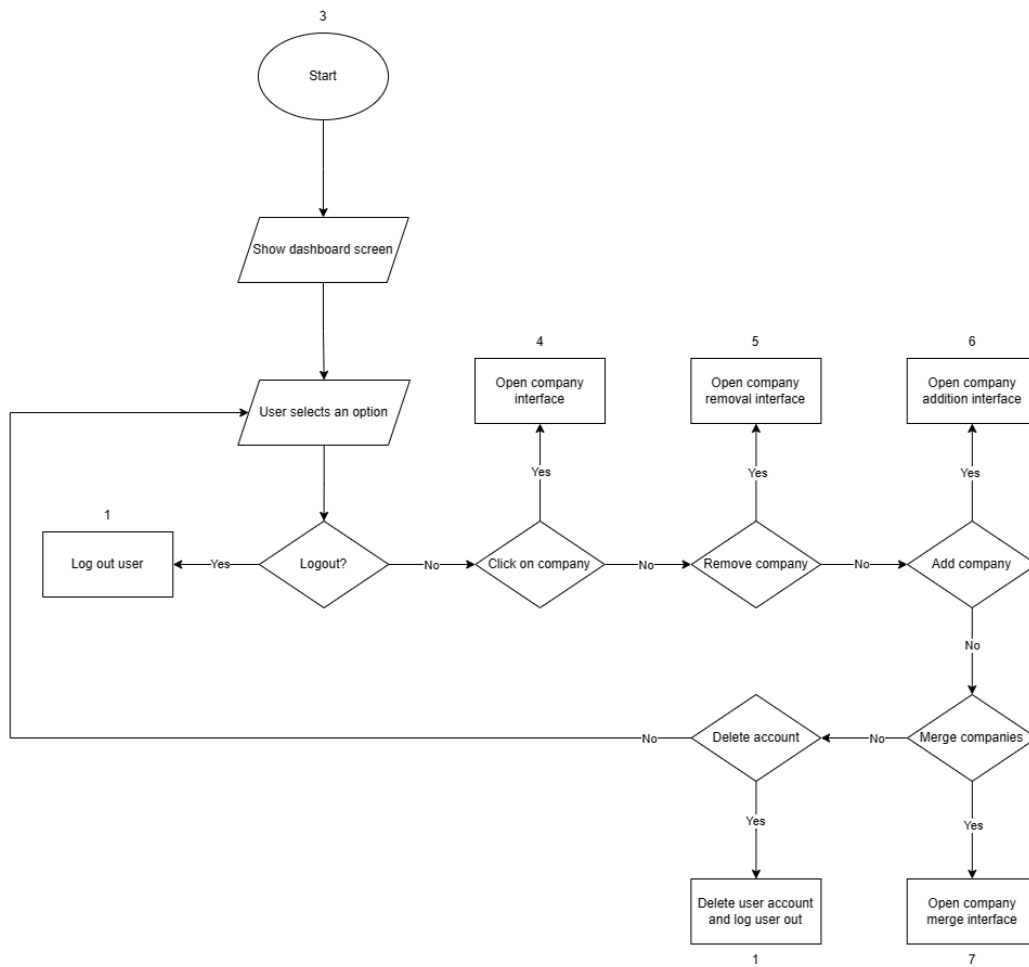 3
Start
Show dashboard screen
User selects an option
4
Open company
interface
5
Open company
removal interface
6
Open company
addition interface
Yes
Yes
Yes
1
Log out user
Yes
Logout?
No
Click on company
No
Remove company
No
Add company
No
No
Delete account
No
Merge companies
Yes
Yes
Delete user account
and log user out
Open company
merge interface
1
7